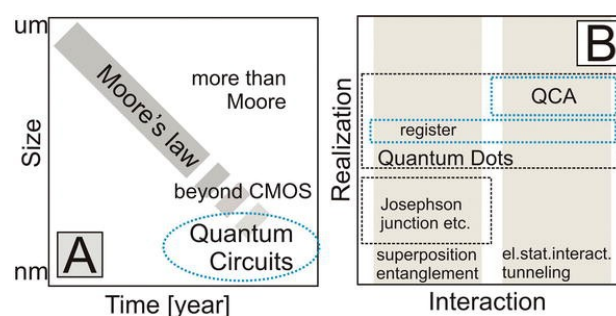 um
Size
nm
Moore's law
more than
Moore
beyond CMOS
Quantum
Circuits
A
Time [year]
B
Realization
QCA
register
Quantum Dots
Josephson
junction etc.
superposition
entanglement
el.stat.interact.
tunneling
Interaction